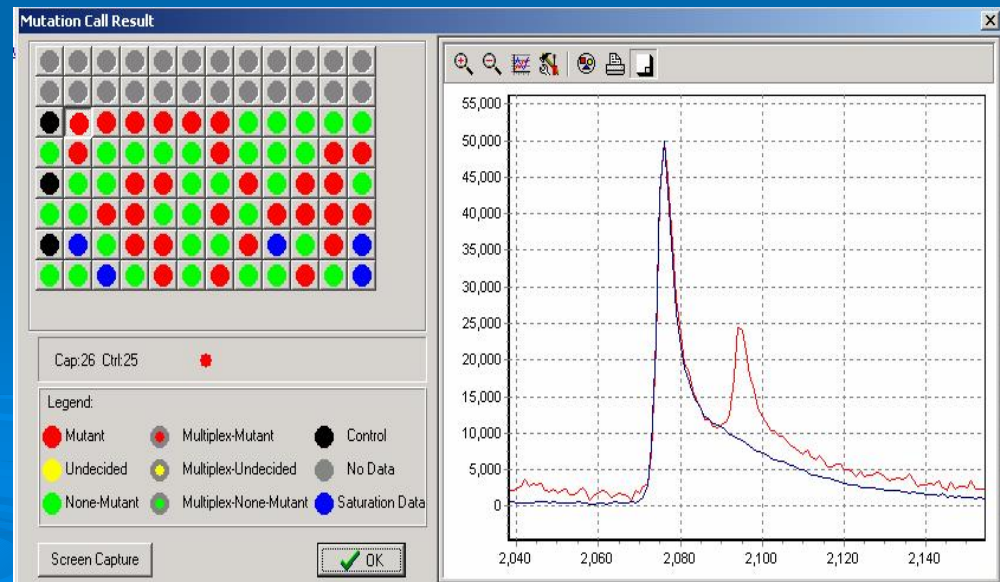 Mutation Call Result
Cap:26 Ctrl:25
Legend:
Mutant Multiplex-Mutant Control
Undecided Multiplex-Undecided No Data
None-Mutant Multiplex-None-Mutant Saturation Data
Screen Capture OK
55,000
50,000
45,000
40,000
35,000
30,000
25,000
20,000
15,000
10,000
5,000
0
2,040 2,060 2,080 2,100 2,120 2,140